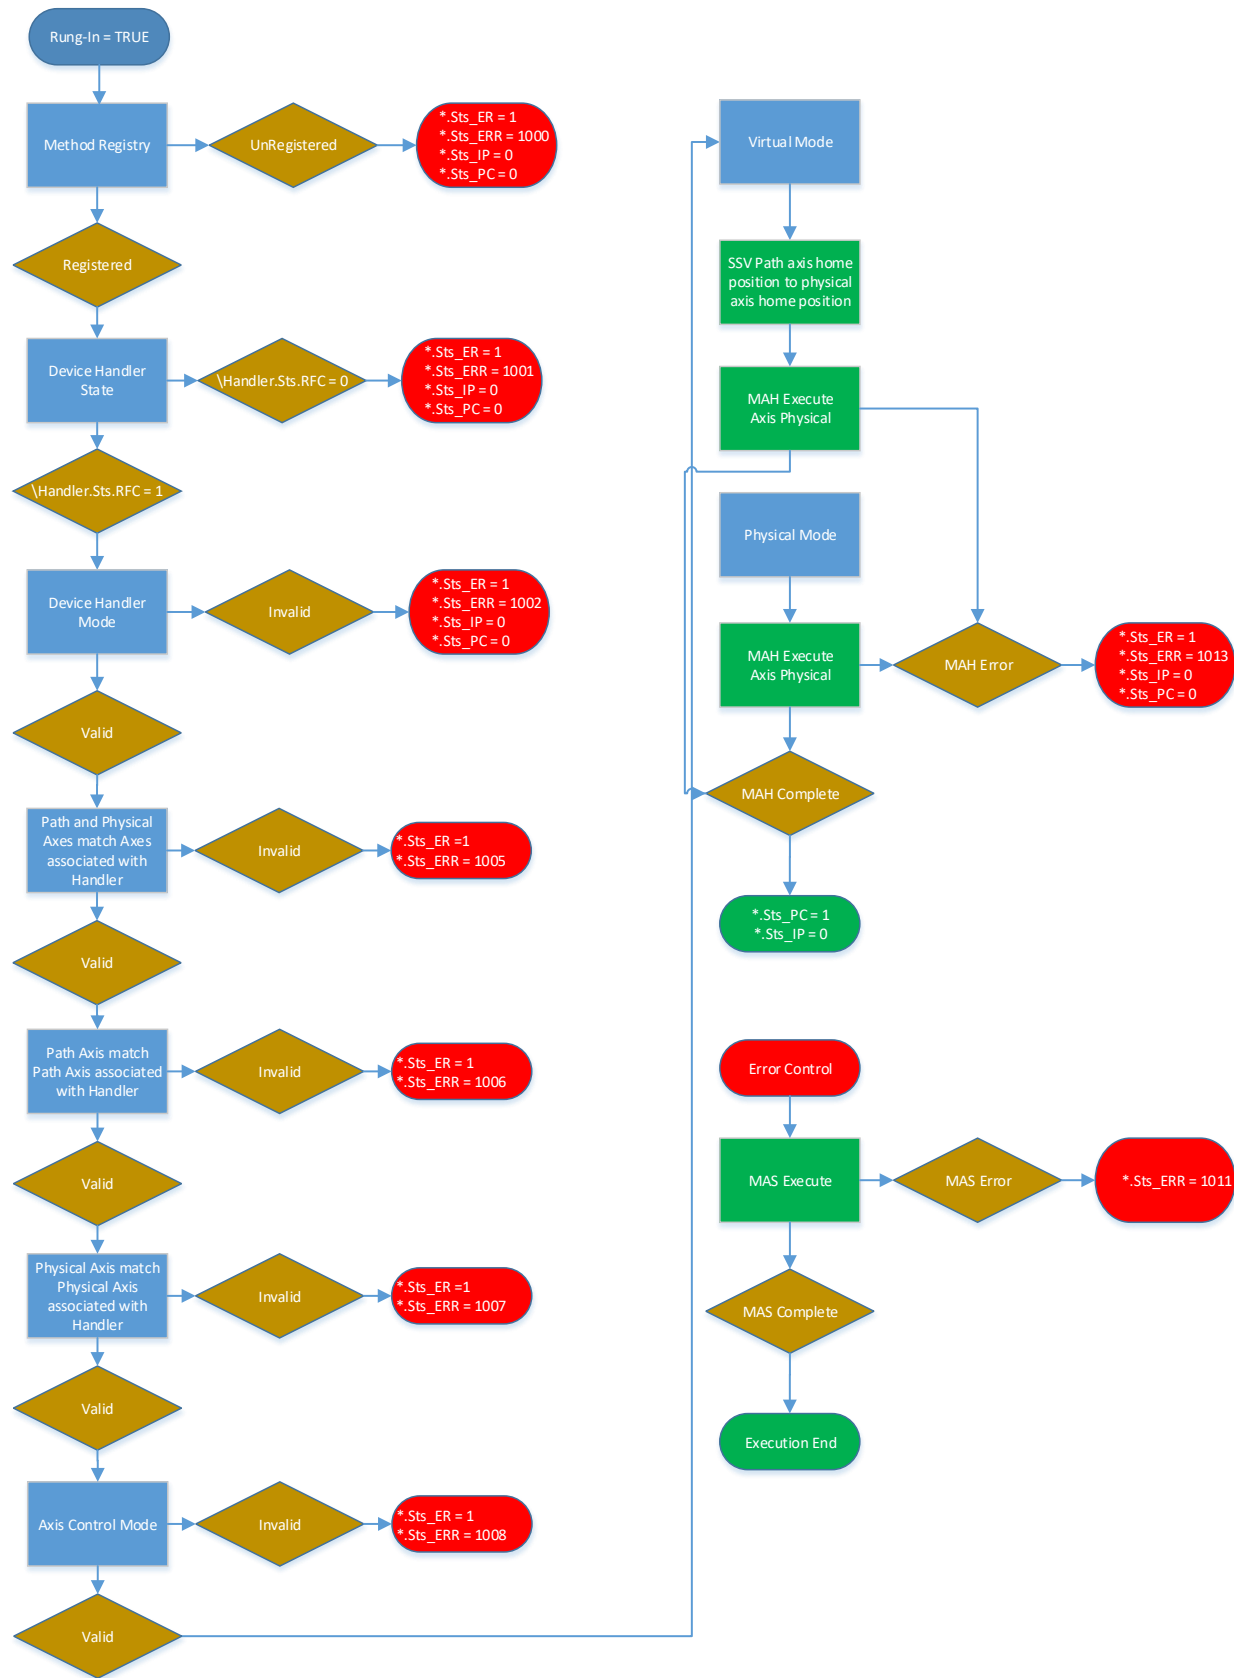 Rung-In = TRUE
Method Registry
UnRegistered
*.Sts_ER = 1
*.Sts_ERR = 1000
*.Sts_IP = 0
*.Sts_PC = 0
Registered
Device Handler
State
\Handler.Sts.RFC = 0
*.Sts_ER = 1
*.Sts_ERR = 1001
*.Sts_IP = 0
*.Sts_PC = 0
\Handler.Sts.RFC = 1
Device Handler
Mode
Invalid
*.Sts_ER = 1
*.Sts_ERR = 1002
*.Sts_IP = 0
*.Sts_PC = 0
Valid
Path and Physical
Axes match Axes
associated with
Handler
Invalid
*.Sts_ER =1
*.Sts_ERR = 1005
Valid
Path Axis match
Path Axis associated
with Handler
Invalid
*.Sts_ER = 1
*.Sts_ERR = 1006
Valid
Physical Axis match
Physical Axis
associated with
Handler
Invalid
*.Sts_ER =1
*.Sts_ERR = 1007
Valid
Axis Control Mode
Invalid
*.Sts_ER = 1
*.Sts_ERR = 1008
Valid
Virtual Mode
SSV Path axis home
position to physical
axis home position
MAH Execute
Axis Physical
Physical Mode
MAH Execute
Axis Physical
MAH Error
*.Sts_ER = 1
*.Sts_ERR = 1013
*.Sts_IP = 0
*.Sts_PC = 0
MAH Complete
*.Sts_PC = 1
*.Sts_IP = 0
Error Control
MAS Execute
MAS Error
*.Sts_ERR = 1011
MAS Complete
Execution End